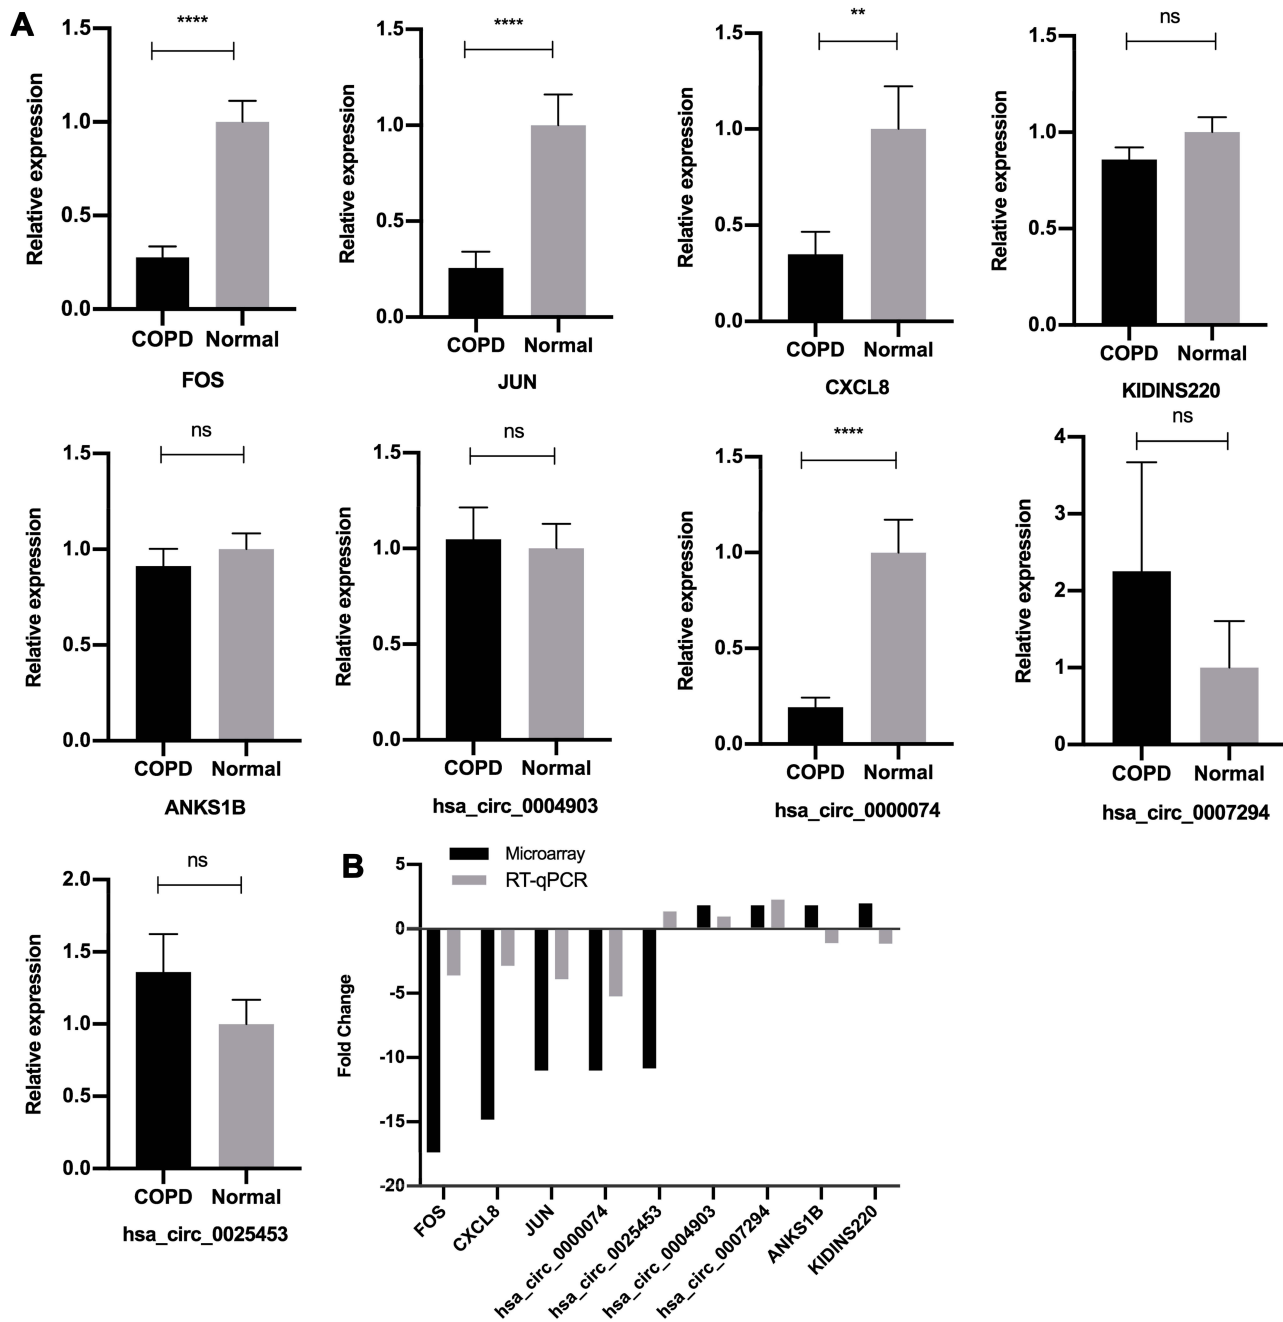 A
Relative expression
1.5
1.0
0.5
0.0
****
COPD Normal
FOS
Relative expression
1.5
1.0
0.5
0.0
****
COPD Normal
JUN
Relative expression
1.5
1.0
0.5
0.0
**
COPD Normal
CXCL8
Relative expression
1.5
1.0
0.5
0.0
ns
COPD Normal
KIDINS220
Relative expression
1.5
1.0
0.5
0.0
ns
COPD Normal
ANKS1B
Relative expression
1.5
1.0
0.5
0.0
ns
COPD Normal
hsa_circ_0004903
Relative expression
1.5
1.0
0.5
0.0
****
COPD Normal
hsa_circ_0000074
Relative expression
4
3
2
1
0
ns
COPD Normal
hsa_circ_0007294
Relative expression
2.0
1.5
1.0
0.5
0.0
ns
COPD Normal
hsa_circ_0025453
B
Microarray
RT-qPCR
Fold Change
5
0
-5
-10
-15
-20
FOS
CXCL8
JUN
hsa_circ_0000074
hsa_circ_0025453
hsa_circ_0004903
hsa_circ_0007294
ANKS1B
KIDINS220